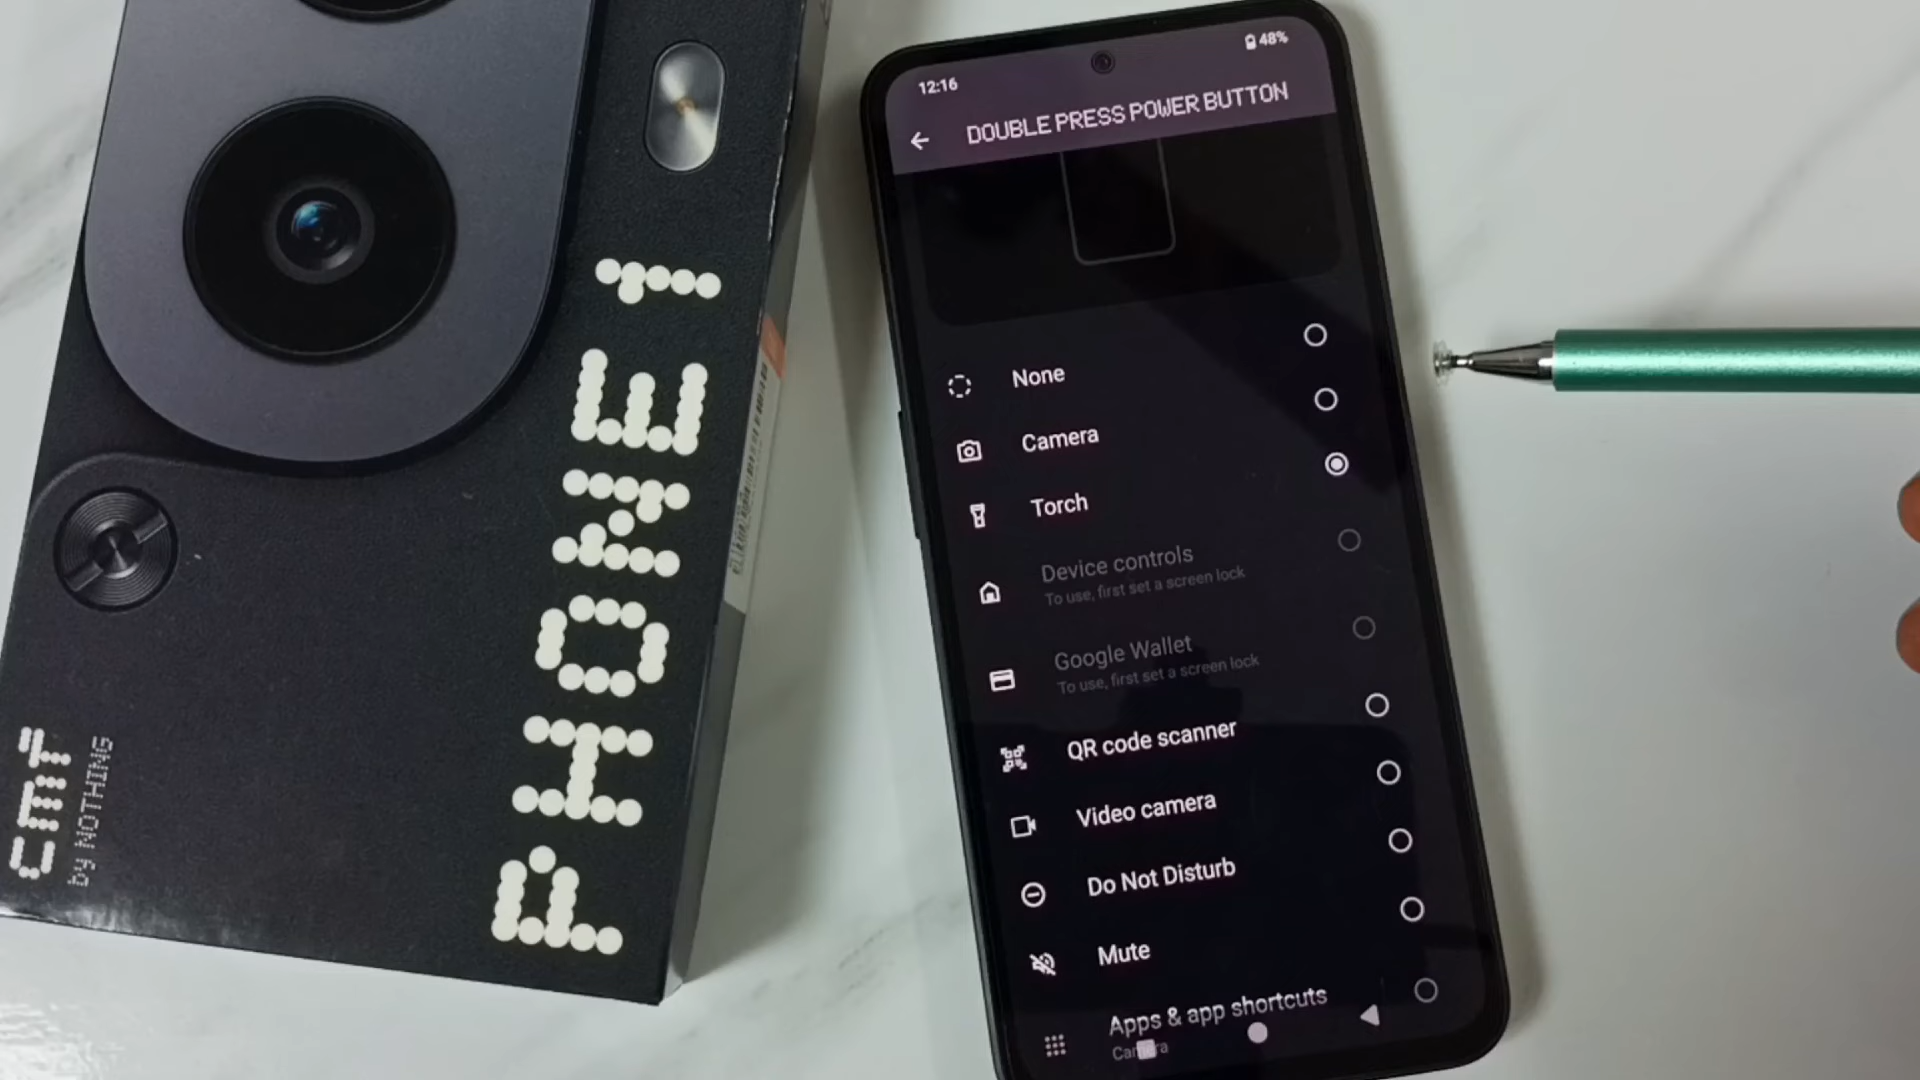 PHONE 1
cmf
by NOTHING
12:16
48%
DOUBLE PRESS POWER BUTTON
None
Camera
Torch
Device controls
To use, first set a screen lock
Google Wallet
To use, first set a screen lock
QR code scanner
Video camera
Do Not Disturb
Mute
Apps & app shortcuts
Camera